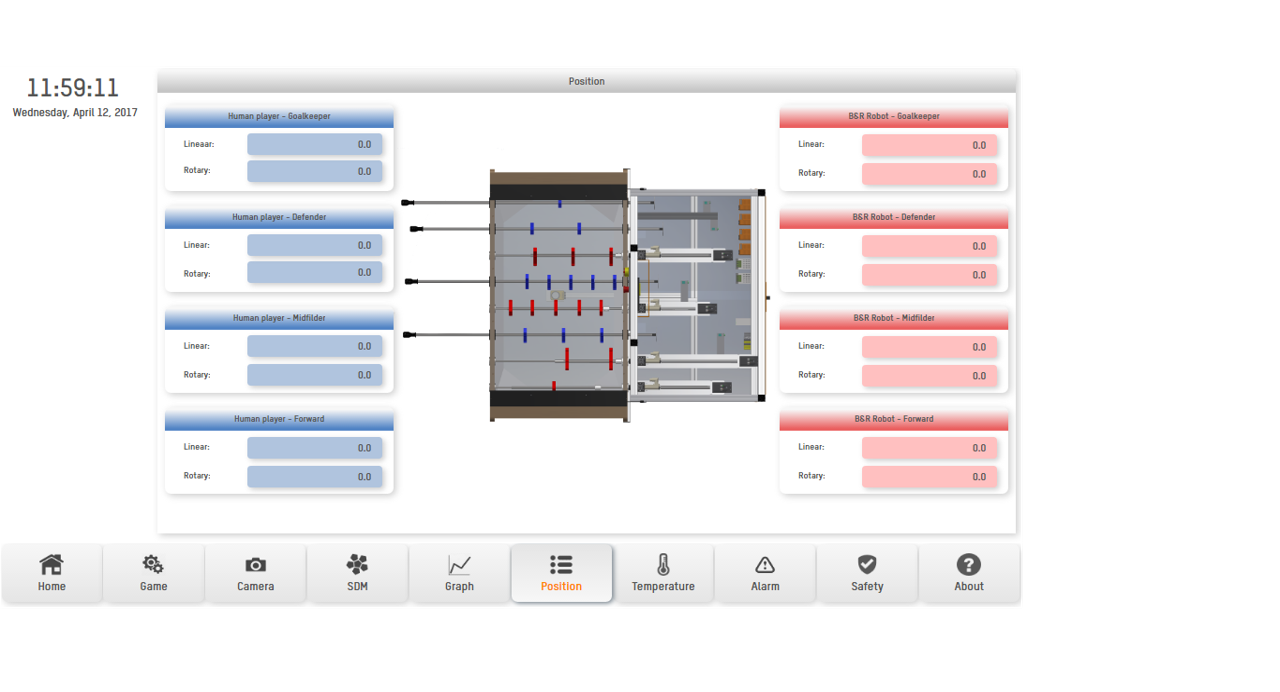 11:59:11
Wednesday, April 12, 2017
Position
Human player - Goalkeeper
Lineaar: 0.0
Rotary: 0.0
Human player - Defender
Linear: 0.0
Rotary: 0.0
Human player - Midfilder
Linear: 0.0
Rotary: 0.0
Human player - Forward
Linear: 0.0
Rotary: 0.0
B&R Robot - Goalkeeper
Linear: 0.0
Rotary: 0.0
B&R Robot - Defender
Linear: 0.0
Rotary: 0.0
B&R Robot - Midfilder
Linear: 0.0
Rotary: 0.0
B&R Robot - Forward
Linear: 0.0
Rotary: 0.0
Home Game Camera SDM Graph Position Temperature Alarm Safety About